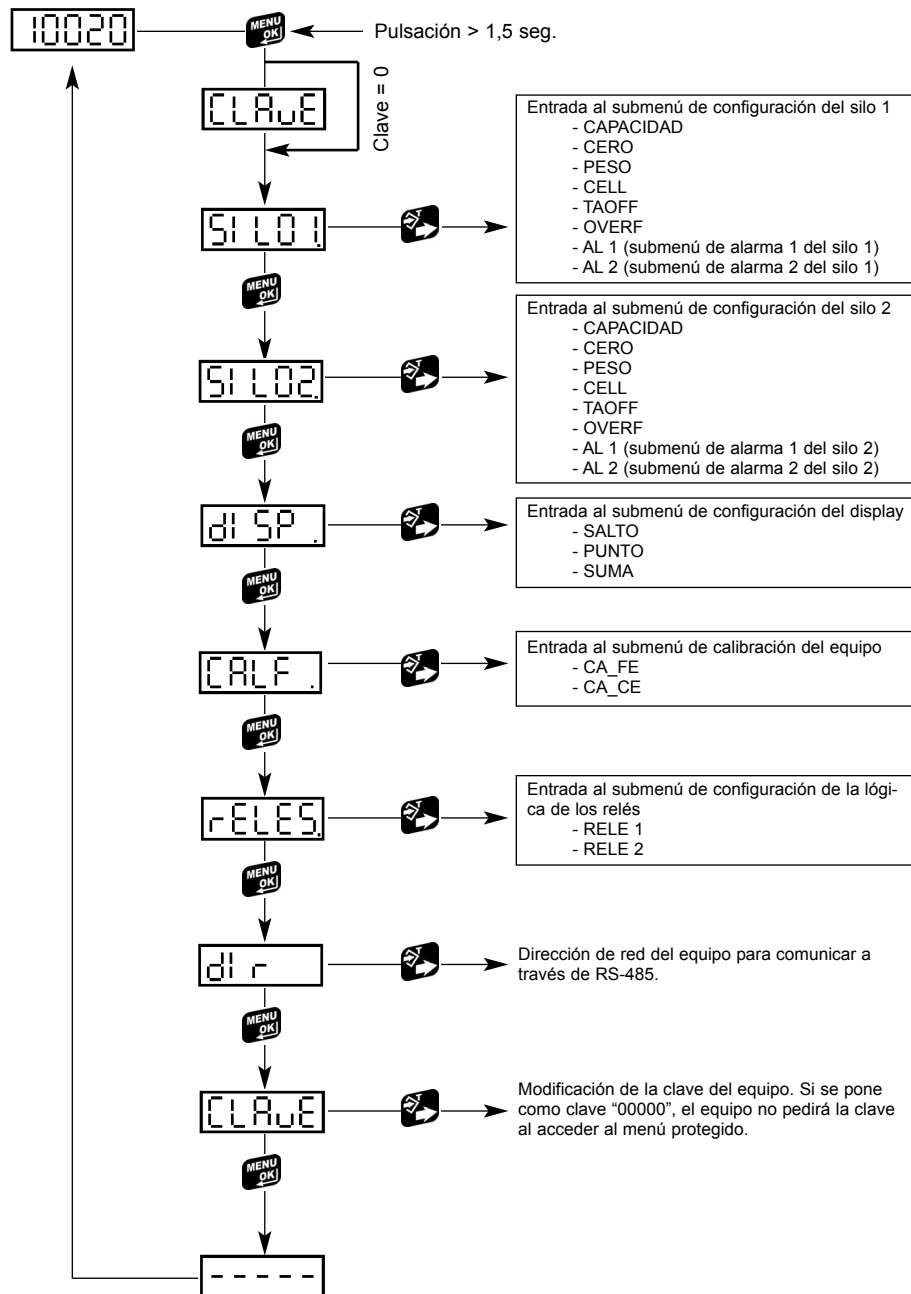 10020
MENU
OK
Pulsación > 1,5 seg.
CLAvE
Clave = 0
SILO1.
Entrada al submenú de configuración del silo 1
- CAPACIDAD
- CERO
- PESO
- CELL
- TAOFF
- OVERF
- AL 1 (submenú de alarma 1 del silo 1)
- AL 2 (submenú de alarma 2 del silo 1)
MENU
OK
SILO2.
Entrada al submenú de configuración del silo 2
- CAPACIDAD
- CERO
- PESO
- CELL
- TAOFF
- OVERF
- AL 1 (submenú de alarma 1 del silo 2)
- AL 2 (submenú de alarma 2 del silo 2)
MENU
OK
dISP .
Entrada al submenú de configuración del display
- SALTO
- PUNTO
- SUMA
MENU
OK
CALF .
Entrada al submenú de calibración del equipo
- CA_FE
- CA_CE
MENU
OK
rELES.
Entrada al submenú de configuración de la lógi-
ca de los relés
- RELE 1
- RELE 2
MENU
OK
dIr
Dirección de red del equipo para comunicar a
través de RS-485.
MENU
OK
CLAvE
Modificación de la clave del equipo. Si se pone
como clave “00000”, el equipo no pedirá la clave
al acceder al menú protegido.
MENU
OK
- - - - -